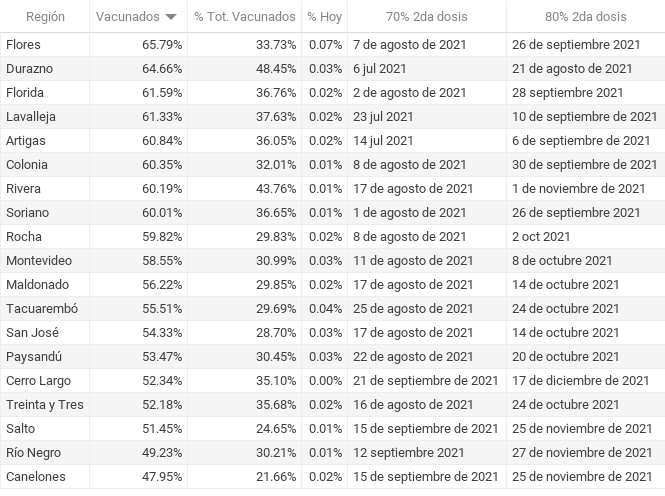 Región Vacunados % Tot. Vacunados % Hoy 70% 2da dosis 80% 2da dosis
Flores 65.79% 33.73% 0.07% 7 de agosto de 2021 26 de septiembre 2021
Durazno 64.66% 48.45% 0.03% 6 jul 2021 21 de agosto de 2021
Florida 61.59% 36.76% 0.02% 2 de agosto de 2021 28 septiembre 2021
Lavalleja 61.33% 37.63% 0.02% 23 jul 2021 10 de septiembre de 2021
Artigas 60.84% 36.05% 0.02% 14 jul 2021 6 de septiembre de 2021
Colonia 60.35% 32.01% 0.01% 8 de agosto de 2021 30 de septiembre de 2021
Rivera 60.19% 43.76% 0.01% 17 de agosto de 2021 1 de noviembre de 2021
Soriano 60.01% 36.65% 0.01% 1 de agosto de 2021 26 de septiembre 2021
Rocha 59.82% 29.83% 0.02% 8 de agosto de 2021 2 oct 2021
Montevideo 58.55% 30.99% 0.03% 11 de agosto de 2021 8 de octubre 2021
Maldonado 56.22% 29.85% 0.02% 17 de agosto de 2021 14 de octubre 2021
Tacuarembó 55.51% 29.69% 0.04% 25 de agosto de 2021 24 de octubre 2021
San José 54.33% 28.70% 0.03% 17 de agosto de 2021 14 de octubre 2021
Paysandú 53.47% 30.45% 0.03% 22 de agosto de 2021 20 de octubre 2021
Cerro Largo 52.34% 35.10% 0.00% 21 de septiembre de 2021 17 de diciembre de 2021
Treinta y Tres 52.18% 35.68% 0.02% 16 de agosto de 2021 24 de octubre 2021
Salto 51.45% 24.65% 0.01% 15 de septiembre de 2021 25 de noviembre de 2021
Río Negro 49.23% 30.21% 0.01% 12 septiembre 2021 27 de noviembre de 2021
Canelones 47.95% 21.66% 0.02% 15 de septiembre de 2021 25 de noviembre de 2021